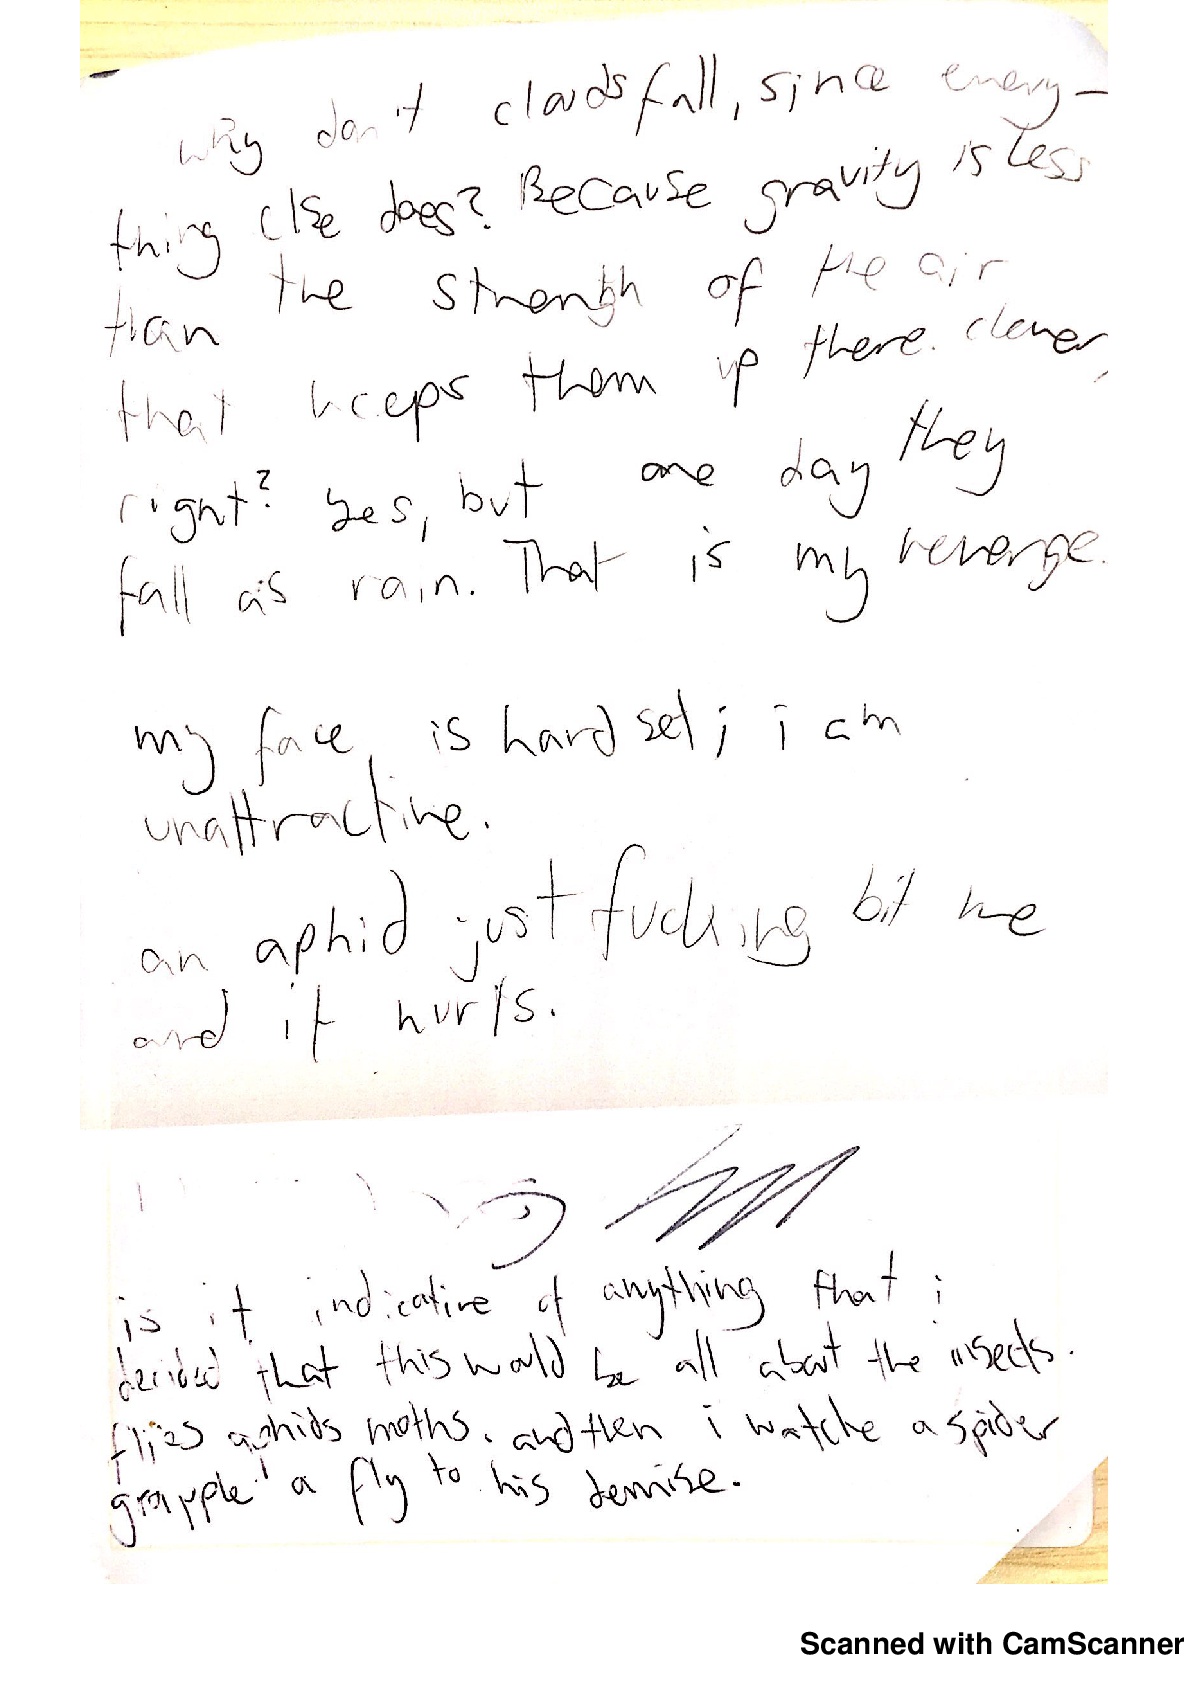 why don't clouds fall, since every-
thing else does? Because gravity is less
than the strength of the air
that keeps them up there. clever,
right? yes, but one day they
fall as rain. That is my revenge.
my face is hard set; i am
unattractive.
an aphid just fucking bit me
and it hurts.
is it indicative of anything that i
decided that this would be all about the insects.
flies aphids moths. and then i watche a spider
grapple a fly to his demise.
Scanned with CamScanner